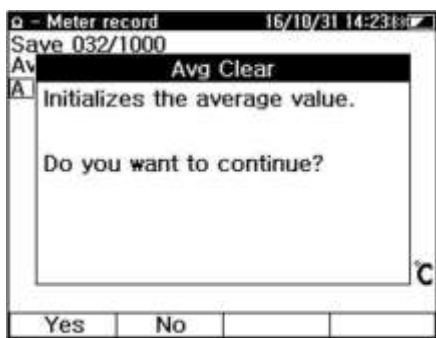 Meter record 16/10/31 14:23
Save 032/1000
Av
Avg Clear
A
Initializes the average value.
Do you want to continue?
℃
Yes No